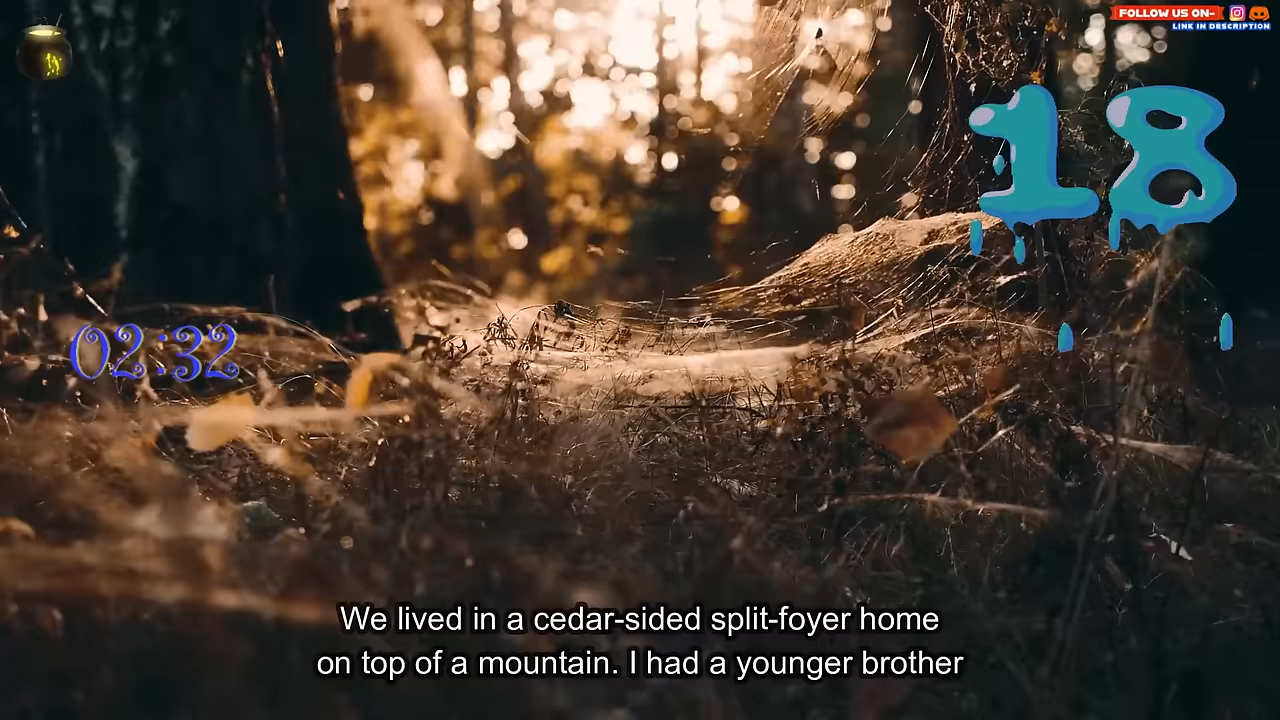 FOLLOW US ON-
LINK IN DESCRIPTION
18
02:32
We lived in a cedar-sided split-foyer home
on top of a mountain. I had a younger brother